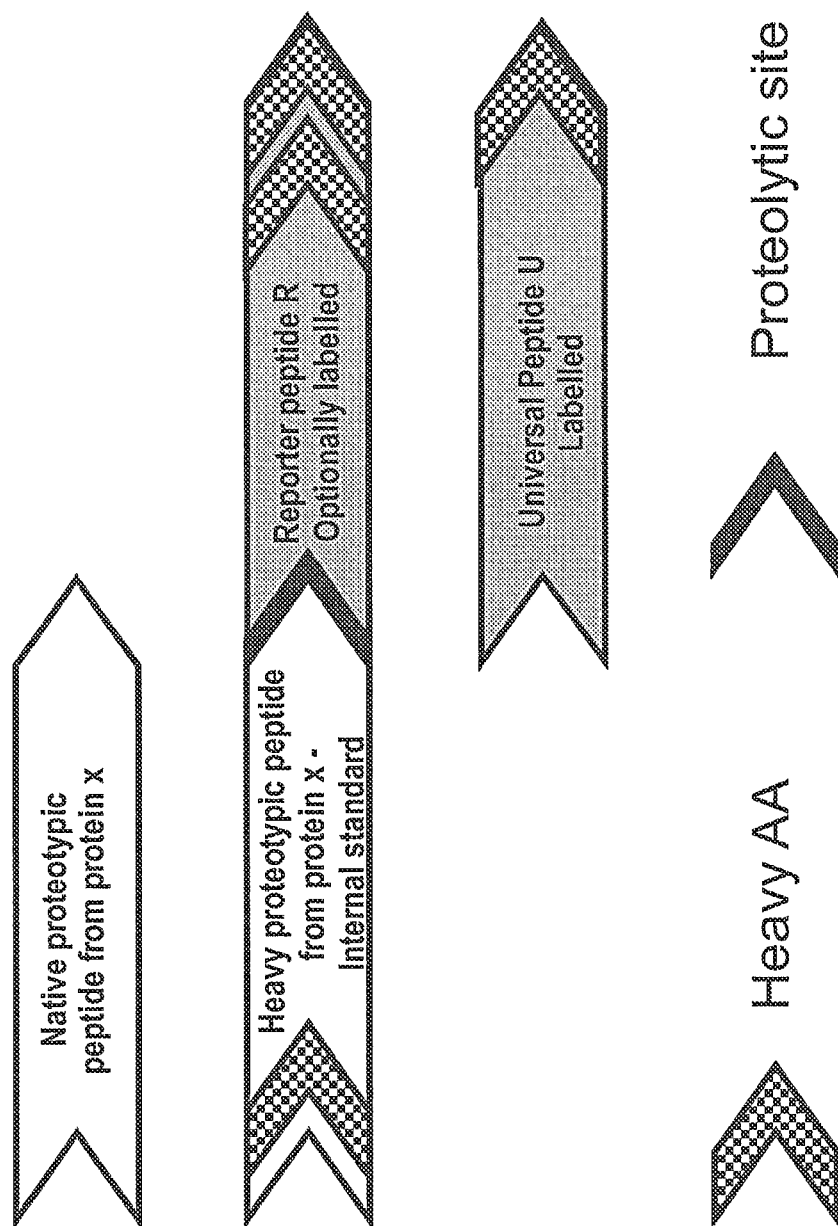 Native proteotypic
peptide from protein x
Heavy proteotypic peptide
from protein x -
Internal standard
Reporter peptide R
Optionally labelled
Universal Peptide U
Labelled
Heavy AA
Proteolytic site